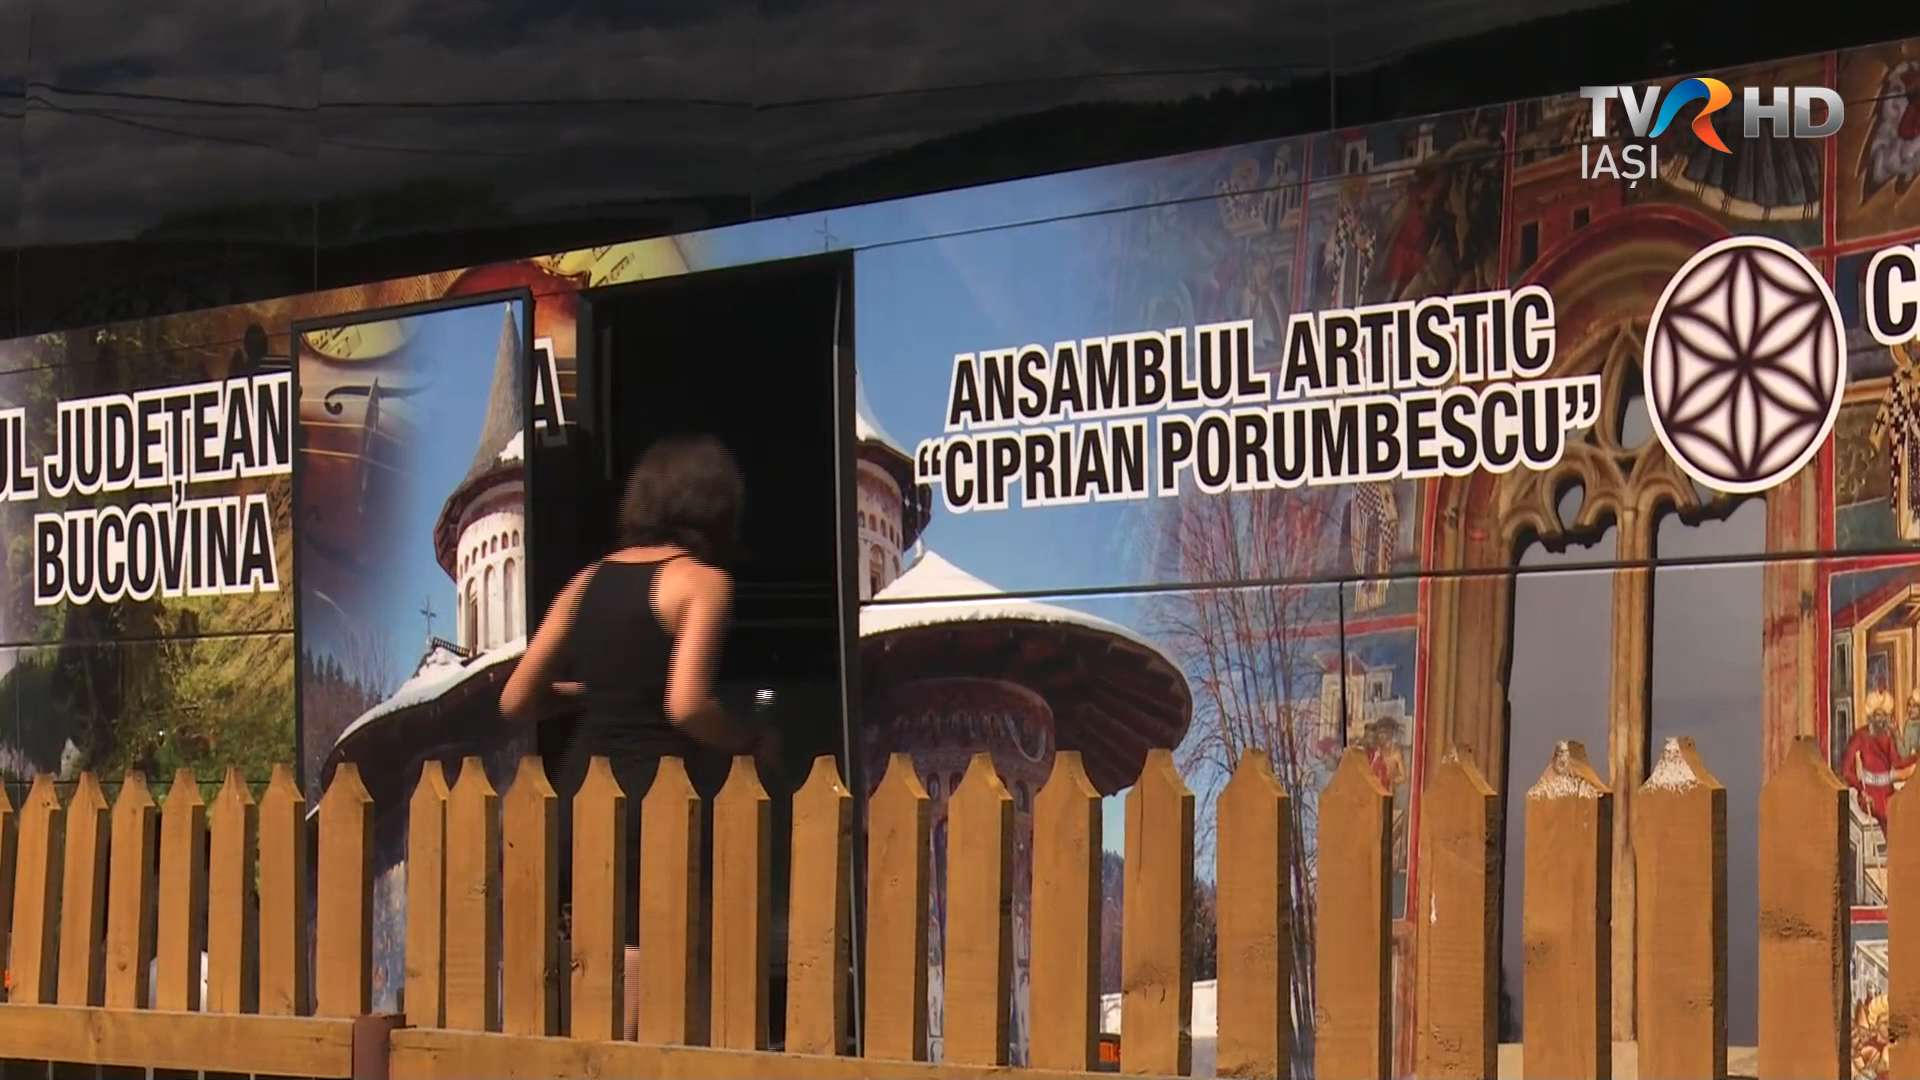 TVR HD
IAȘI
UL JUDEȚEAN
BUCOVINA
A
ANSAMBLUL ARTISTIC
“CIPRIAN PORUMBESCU”
C